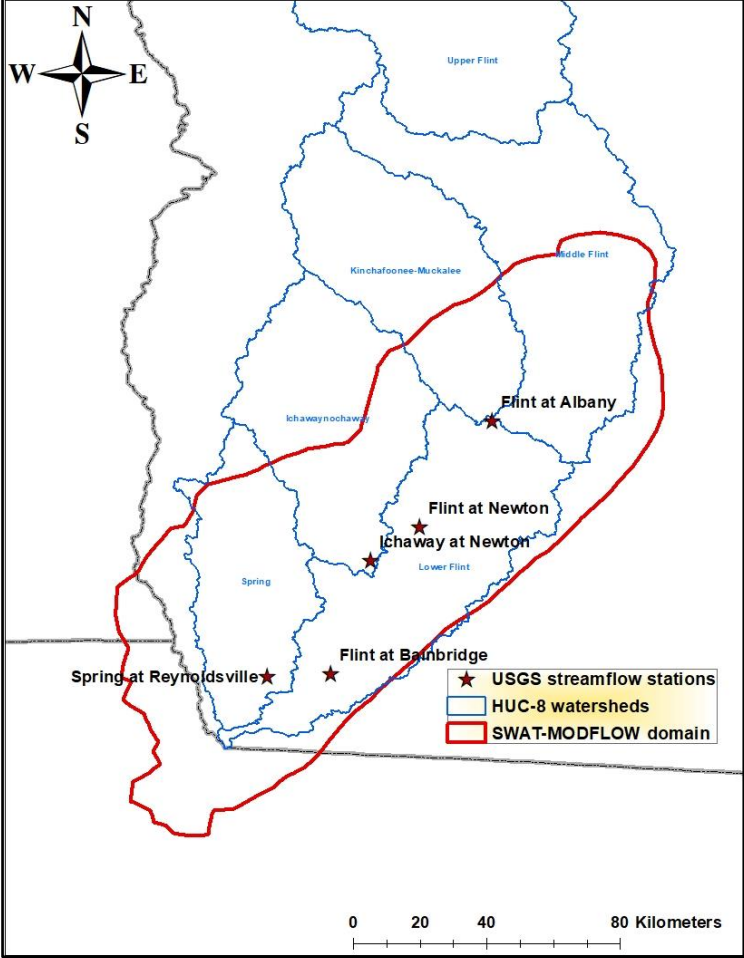 N
W E
S
Upper Flint
Middle Flint
Kinchafoonee-Muckalee
Flint at Albany
Ichawaynochaway
Flint at Newton
Ichaway at Newton
Lower Flint
Spring
Flint at Bainbridge
Spring at Reynoldsville
USGS streamflow stations
HUC-8 watersheds
SWAT-MODFLOW domain
0 20 40 80 Kilometers